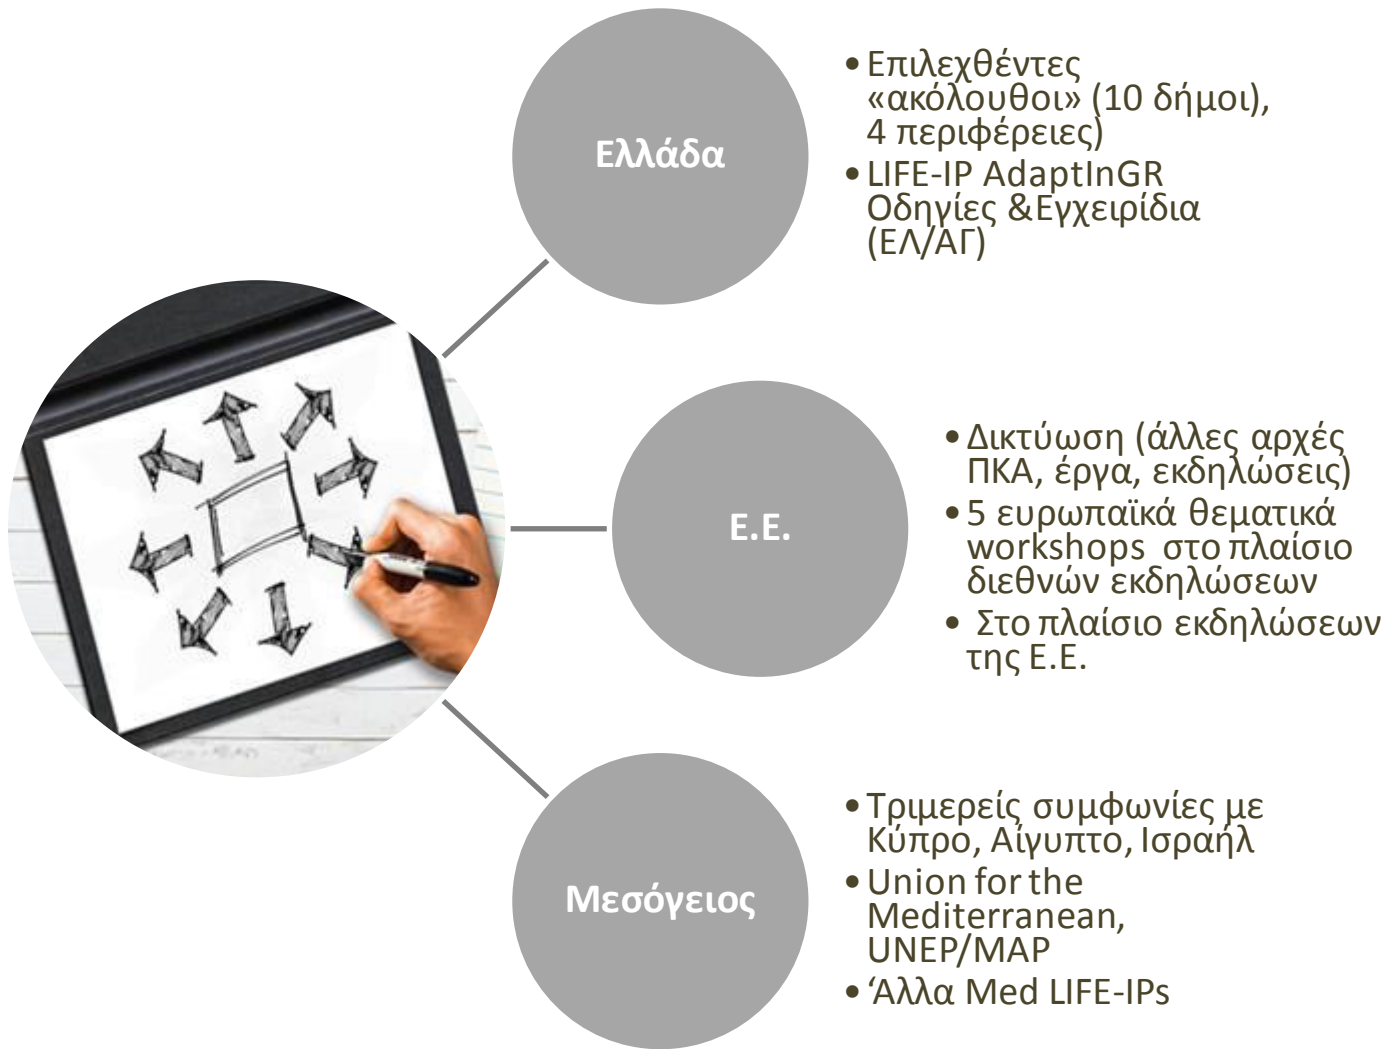 Ελλάδα
• Επιλεχθέντες
«ακόλουθοι» (10 δήμοι),
4 περιφέρειες)
• LIFE-IP AdaptInGR
Οδηγίες &Εγχειρίδια
(ΕΛ/ΑΓ)
Ε.Ε.
• Δικτύωση (άλλες αρχές
ΠΚΑ, έργα, εκδηλώσεις)
• 5 ευρωπαϊκά θεματικά
workshops στο πλαίσιο
διεθνών εκδηλώσεων
• Στο πλαίσιο εκδηλώσεων
της Ε.Ε.
Μεσόγειος
• Τριμερείς συμφωνίες με
Κύπρο, Αίγυπτο, Ισραήλ
• Union for the
Mediterranean,
UNEP/MAP
• ‘Αλλα Med LIFE-IPs